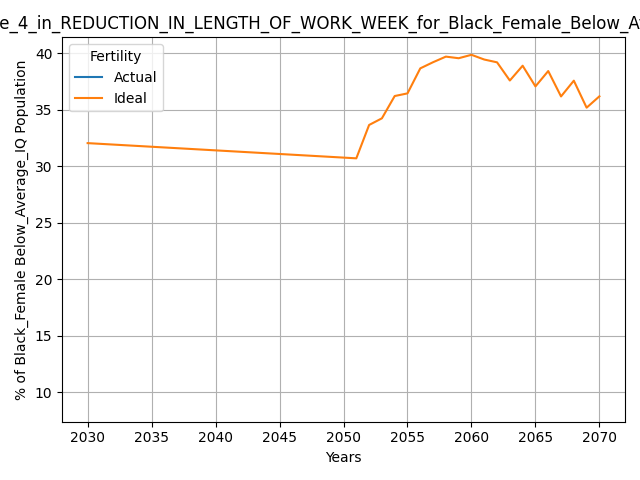 e_4_in_REDUCTION_IN_LENGTH_OF_WORK_WEEK_for_Black_Female_Below_A
Fertility
Actual
Ideal
% of Black_Female Below_Average_IQ Population
40
35
30
25
20
15
10
2030 2035 2040 2045 2050 2055 2060 2065 2070
Years